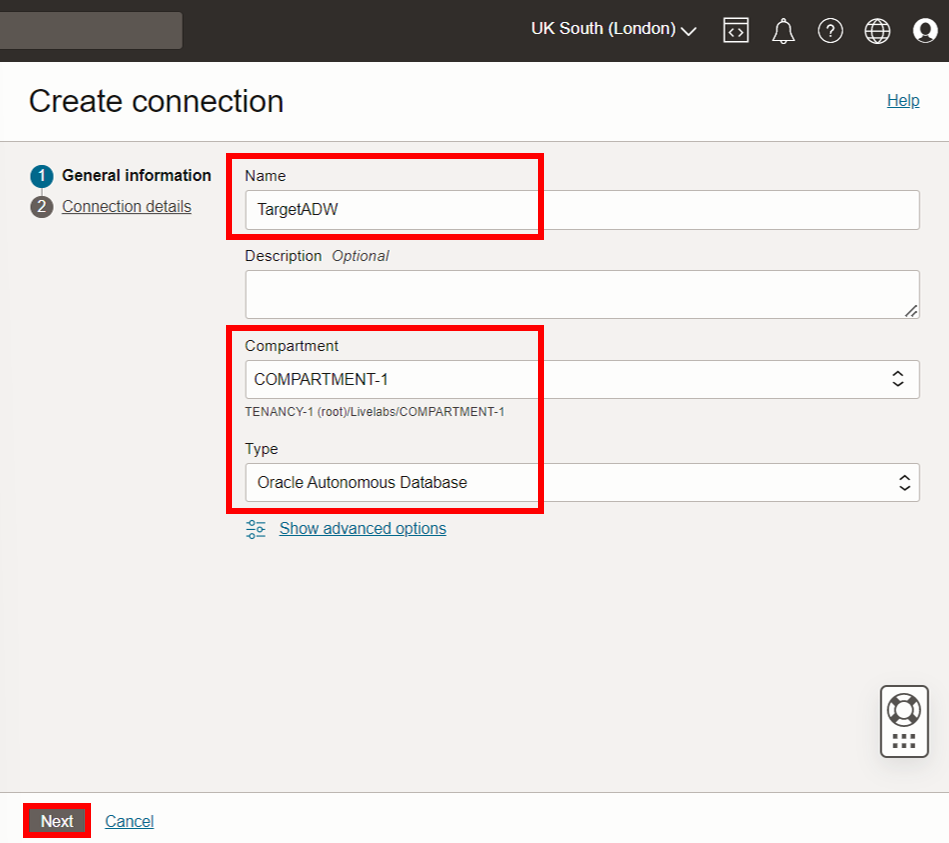 UK South (London)
Create connection
Help
1 General information
2 Connection details
Name
TargetADW
Description Optional
Compartment
COMPARTMENT-1
TENANCY-1 (root)/Livelabs/COMPARTMENT-1
Type
Oracle Autonomous Database
Show advanced options
Next Cancel